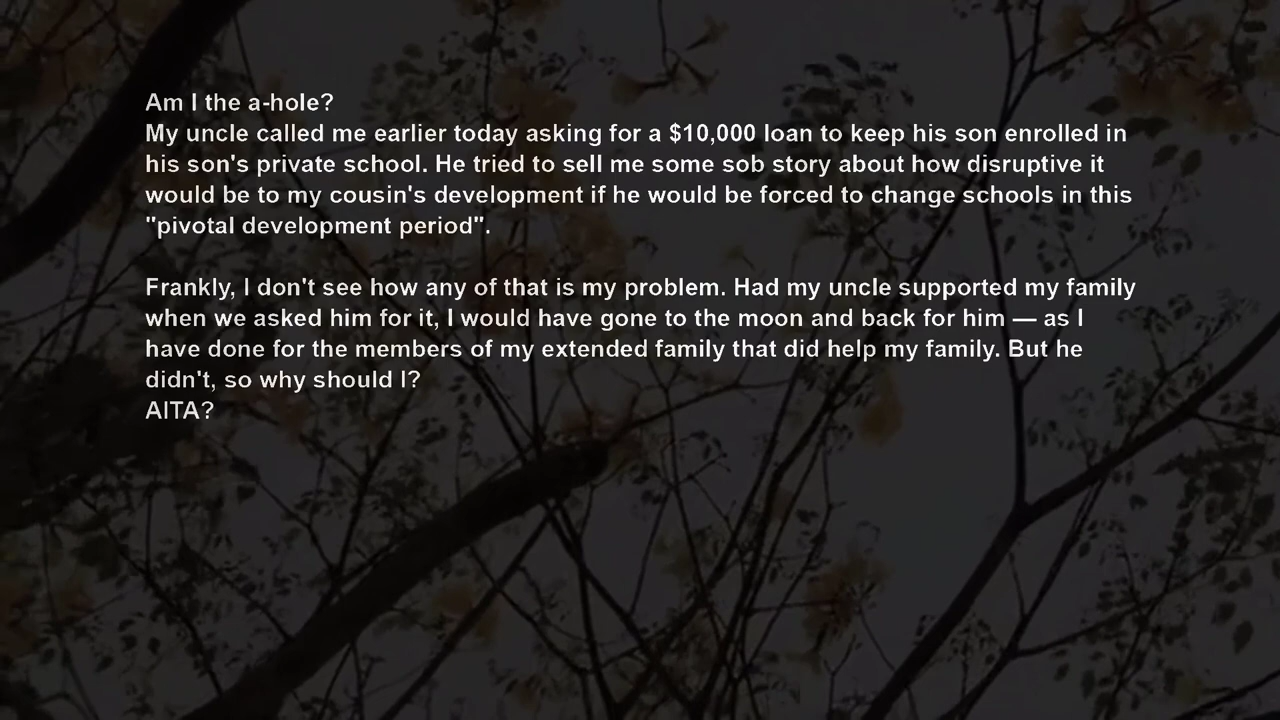 Am I the a-hole?
My uncle called me earlier today asking for a $10,000 loan to keep his son enrolled in
his son's private school. He tried to sell me some sob story about how disruptive it
would be to my cousin's development if he would be forced to change schools in this
"pivotal development period".
Frankly, I don't see how any of that is my problem. Had my uncle supported my family
when we asked him for it, I would have gone to the moon and back for him — as I
have done for the members of my extended family that did help my family. But he
didn't, so why should I?
AITA?